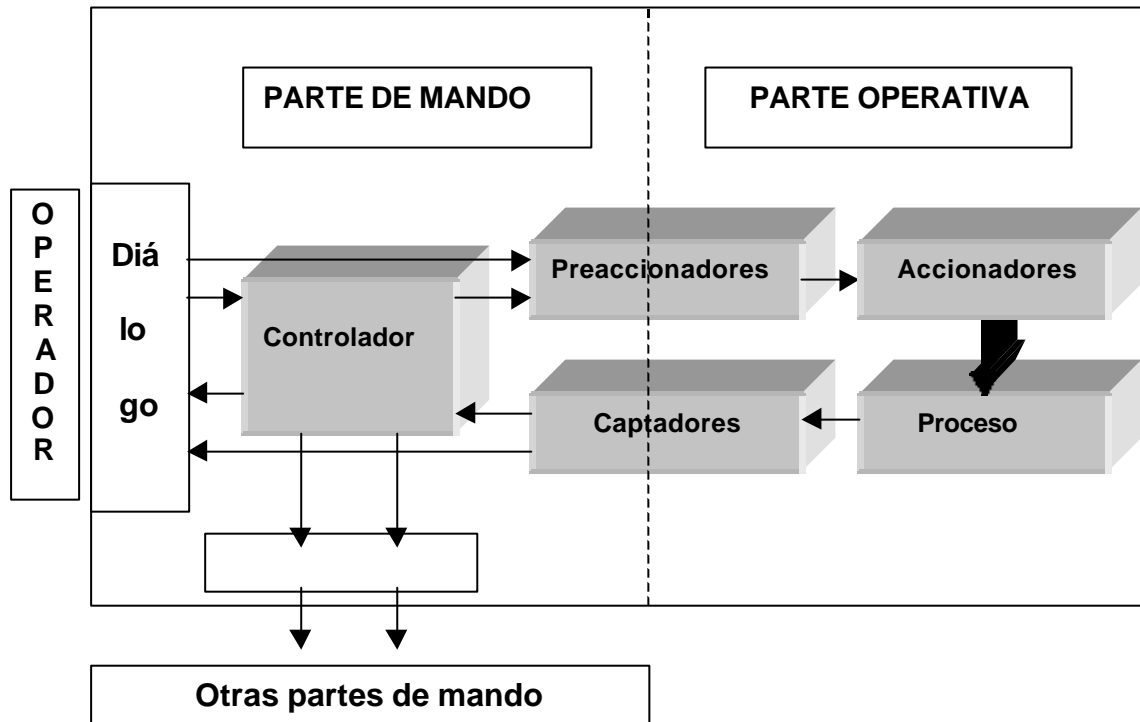 PARTE DE MANDO
PARTE OPERATIVA
O
P
E
R
A
D
O
R
Diá
lo
go
Controlador
Preaccionadores
Accionadores
Captadores
Proceso
Otras partes de mando